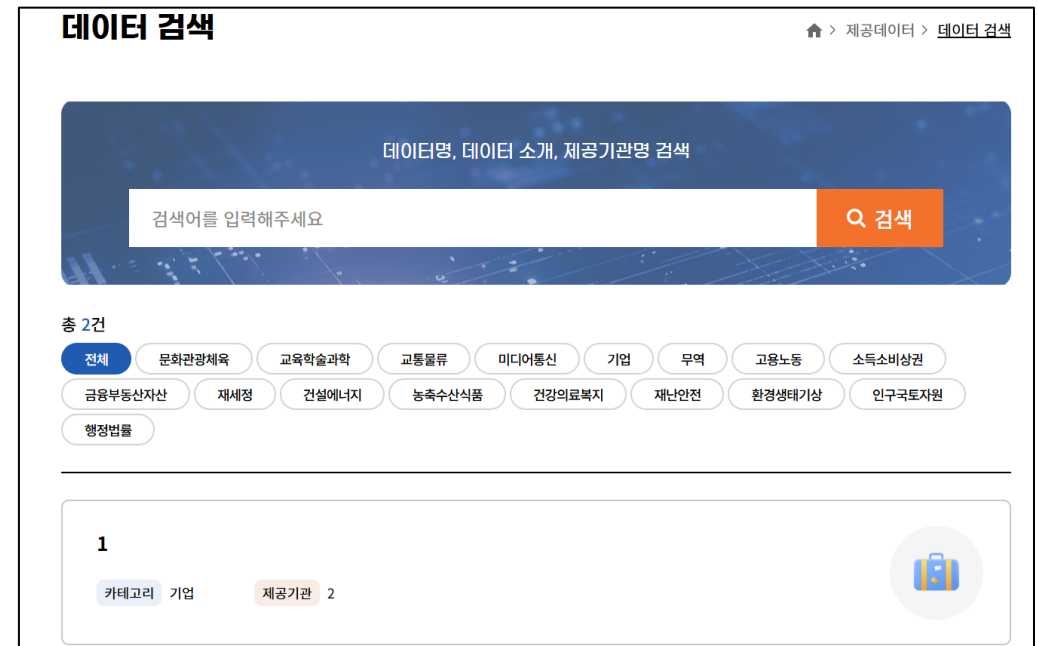 데이터 검색
제공데이터 > 데이터 검색
데이터명, 데이터 소개, 제공기관명 검색
검색어를 입력해주세요 검색
총 2건
전체 문화관광체육 교육학술과학 교통물류 미디어통신 기업 무역 고용노동 소득소비상권
금융부동산자산 재세정 건설에너지 농축수산식품 건강의료복지 재난안전 환경생태기상 인구국토자원
행정법률
1
카테고리 기업 제공기관 2